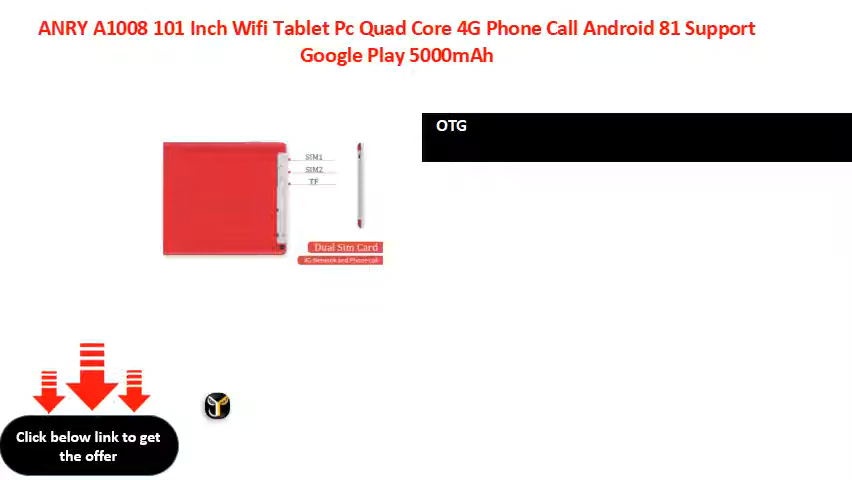 ANRY A1008 101 Inch Wifi Tablet Pc Quad Core 4G Phone Call Android 81 Support
Google Play 5000mAh
OTG
SIM1
SIM2
TF
Dual Sim Card
4G Network and Phone call
Click below link to get
the offer